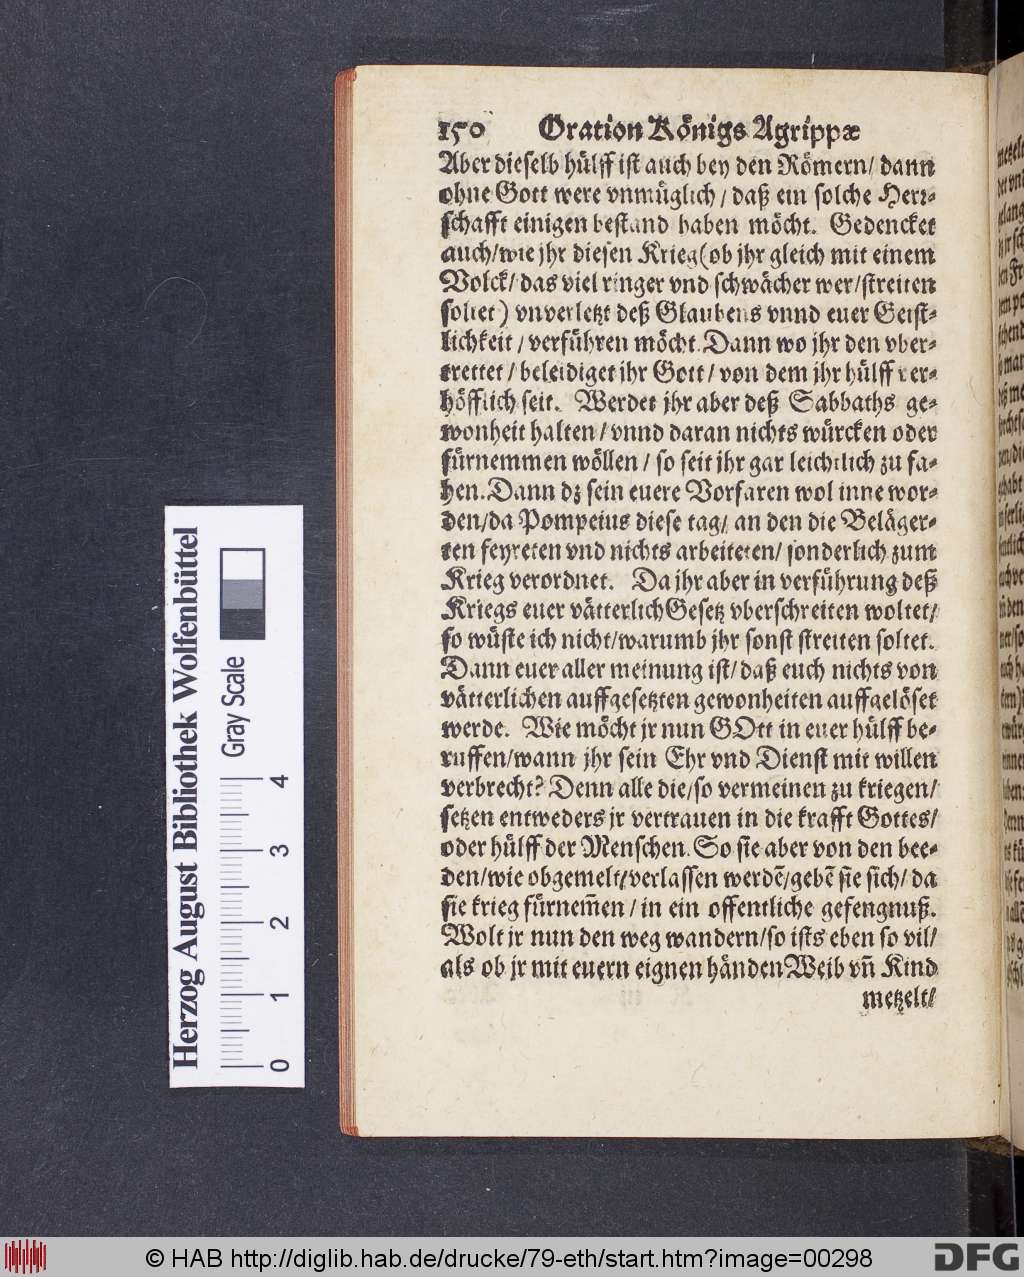 150 Oration Königs Agrippæ
Aber dieselb hülff ist auch bey den Römern/ dann
ohne Gott were vnmüglich/ daß ein solche Herr⸗
schafft einigen bestand haben möcht. Gedencket
auch/wie jhr diesen Krieg(ob jhr gleich mit einem
Volck/ das viel ringer vnd schwächer wer/streiten
soltet) vnverletzt deß Glaubens vnnd euer Geist⸗
lichkeit/ verführen möcht. Dann wo jhr den vber⸗
trettet/ beleidiget jhr Gott/ von dem jhr hülff ver⸗
höfflich seit. Werdet jhr aber deß Sabbaths ge⸗
wonheit halten/ vnnd daran nichts würcken oder
fürnemmen wöllen/ so seit jhr gar leichtlich zu fa⸗
hen. Dann dz sein euere Vorfaren wol inne wor⸗
den/da Pompeius diese tag/ an den die Beläger⸗
ten feyreten vnd nichts arbeiteten/ sonderlich zum
Krieg verordnet. Da jhr aber in verführung deß
Kriegs euer vätterlich Gesetz vberschreiten woltet/
so wüste ich nicht/warumb jhr sonst streiten soltet.
Dann euer aller meinung ist/ daß euch nichts von
vätterlichen auffgesetzten gewonheiten auffgelöset
werde. Wie möcht jr nun GOtt in euer hülff be⸗
ruffen/wann jhr sein Ehr vnd Dienst mit willen
verbrecht? Denn alle die/so vermeinen zu kriegen/
setzen entweders jr vertrauen in die krafft Gottes/
oder hülff der Menschen. So sie aber von den bee⸗
den/wie obgemelt/verlassen werdē/gebē sie sich/ da
sie krieg fürnem̄en/ in ein offentliche gefengnuß.
Wolt jr nun den weg wandern/so ists eben so vil/
als ob jr mit euern eignen händen Weib vn̄ Kind
metzelt/
Herzog August Bibliothek Wolfenbüttel
Gray Scale
0 1 2 3 4
© HAB http://diglib.hab.de/drucke/79-eth/start.htm?image=00298
DFG